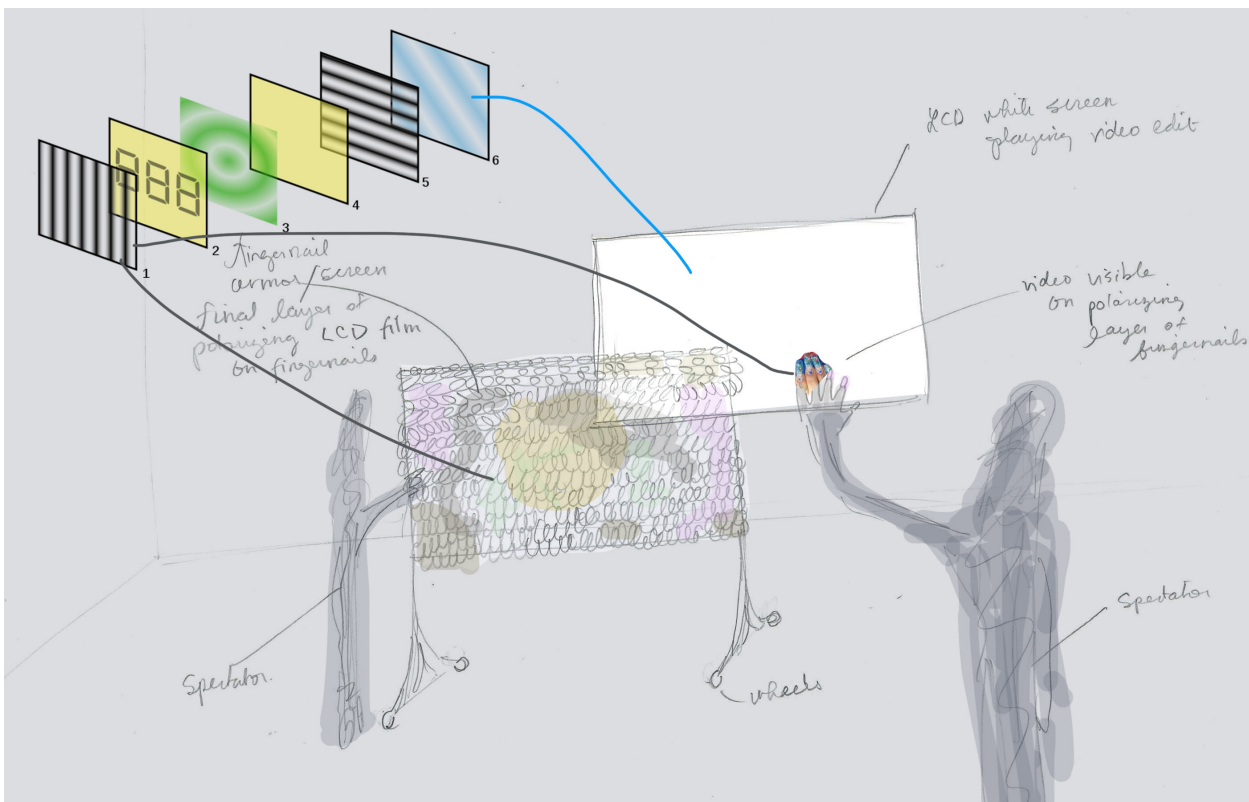 6
5
4
3
888
2
1
LCD white screen
playing video edit
fingernail
armor/screen
final layer of
polarizing LCD film
on fingernails
video visible
on polarizing
layer of
fingernails
Spectator.
wheels
Spectator